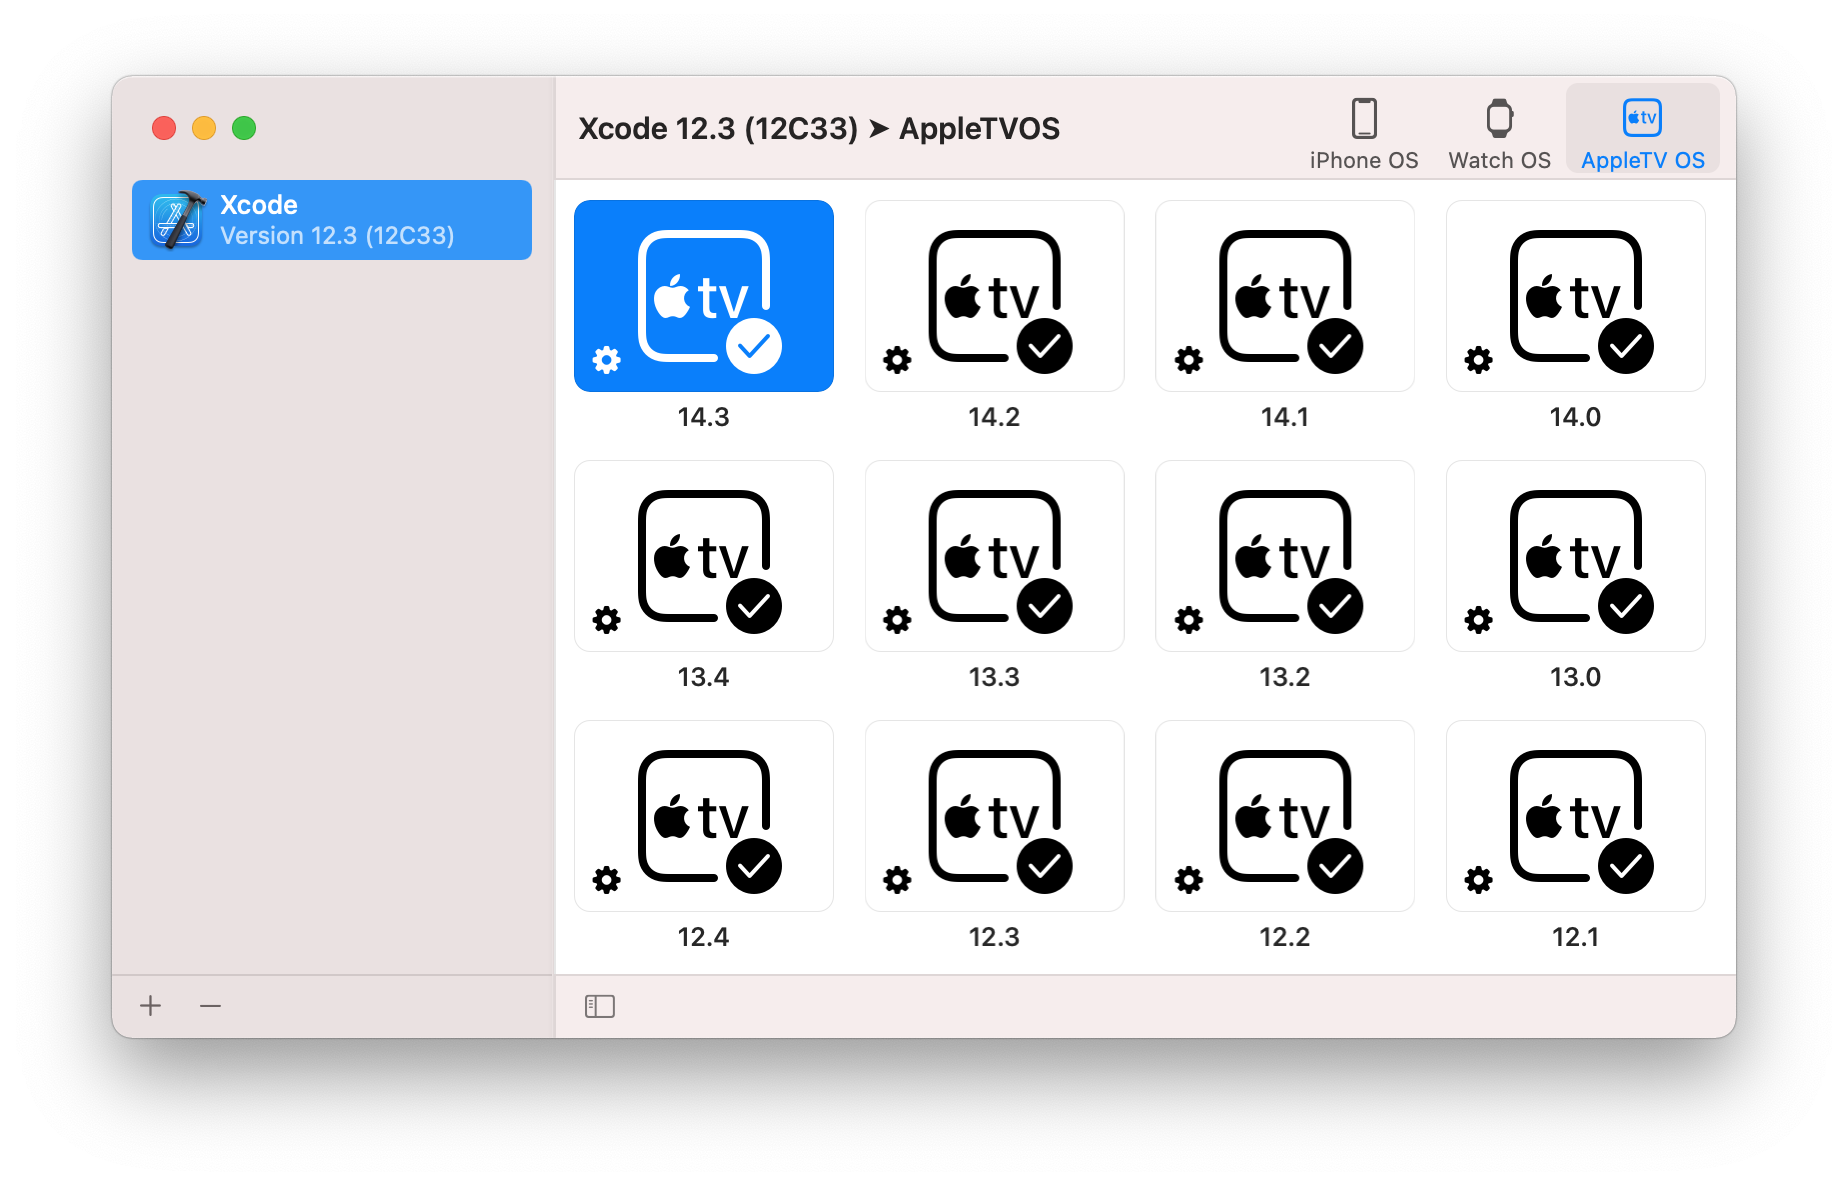 Xcode 12.3 (12C33) ➤ AppleTVOS
iPhone OS
Watch OS
tv
AppleTV OS
Xcode
Version 12.3 (12C33)
tv
tv
tv
tv
14.3
14.2
14.1
14.0
tv
tv
tv
tv
13.4
13.3
13.2
13.0
tv
tv
tv
tv
12.4
12.3
12.2
12.1